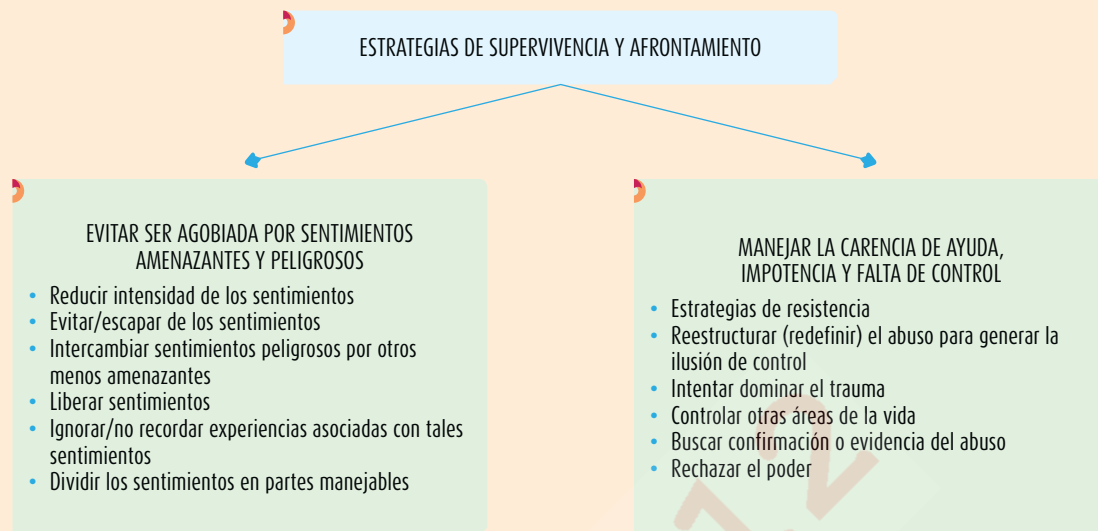 ESTRATEGIAS DE SUPERVIVENCIA Y AFRONTAMIENTO
EVITAR SER AGOBIADA POR SENTIMIENTOS
AMENAZANTES Y PELIGROSOS
• Reducir intensidad de los sentimientos
• Evitar/escapar de los sentimientos
• Intercambiar sentimientos peligrosos por otros
menos amenazantes
• Liberar sentimientos
• Ignorar/no recordar experiencias asociadas con tales
sentimientos
• Dividir los sentimientos en partes manejables
MANEJAR LA CARENCIA DE AYUDA,
IMPOTENCIA Y FALTA DE CONTROL
• Estrategias de resistencia
• Reestructurar (redefinir) el abuso para generar la
ilusión de control
• Intentar dominar el trauma
• Controlar otras áreas de la vida
• Buscar confirmación o evidencia del abuso
• Rechazar el poder